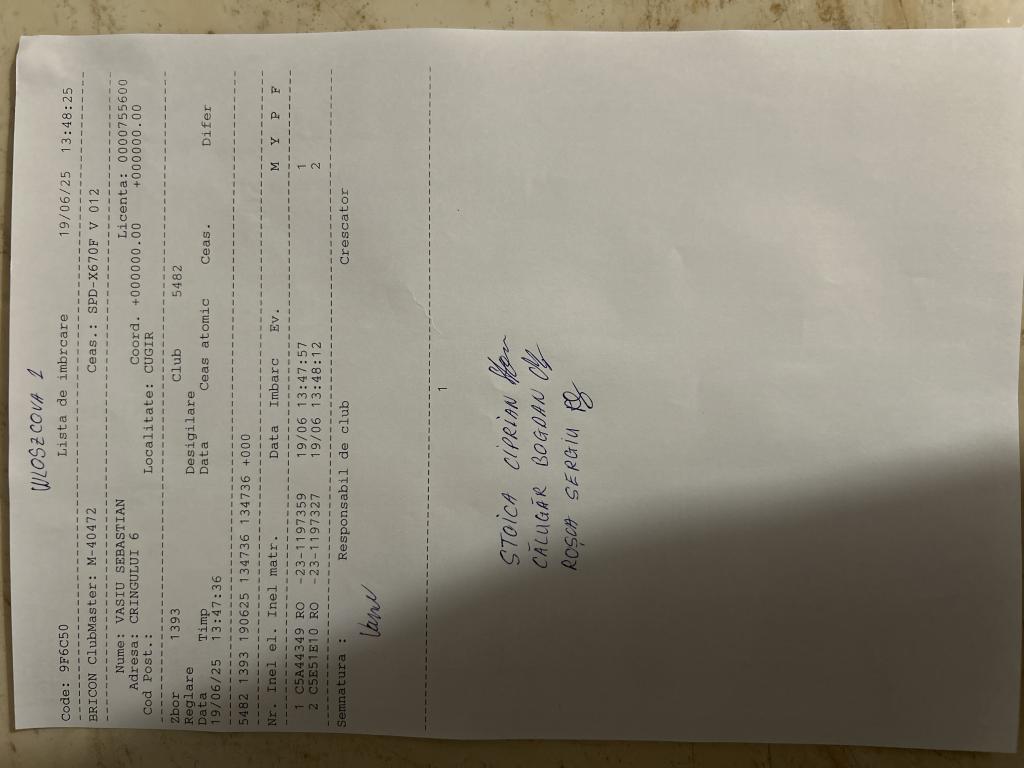 WLOSZCOVA 2
Code: 9F6C50 Lista de imbrcare 19/06/25 13:48:25
BRICON ClubMaster: M-40472 Ceas.: SPD-X670F V 012
Nume: VASIU SEBASTIAN Licenta: 0000755600
Adresa: CRINGULUI 6 Coord. +000000.00 +000000.00
Cod Post.: Localitate: CUGIR
Zbor 1393 Club 5482
Reglare Desigilare
Data Timp Data Ceas atomic Ceas. Difer
19/06/25 13:47:36
5482 1393 190625 134736 134736 +000
Nr. Inel el. Inel matr. Data Imbarc Ev. M Y P F
1 C5A44349 RO -23-1197359 19/06 13:47:57 1
2 C5E51E10 RO -23-1197327 19/06 13:48:12 2
Semnatura : Responsabil de club Crescator
1
STOICA CIPRIAN
CĂLUGĂR BOGDAN
ROȘCA SERGIU